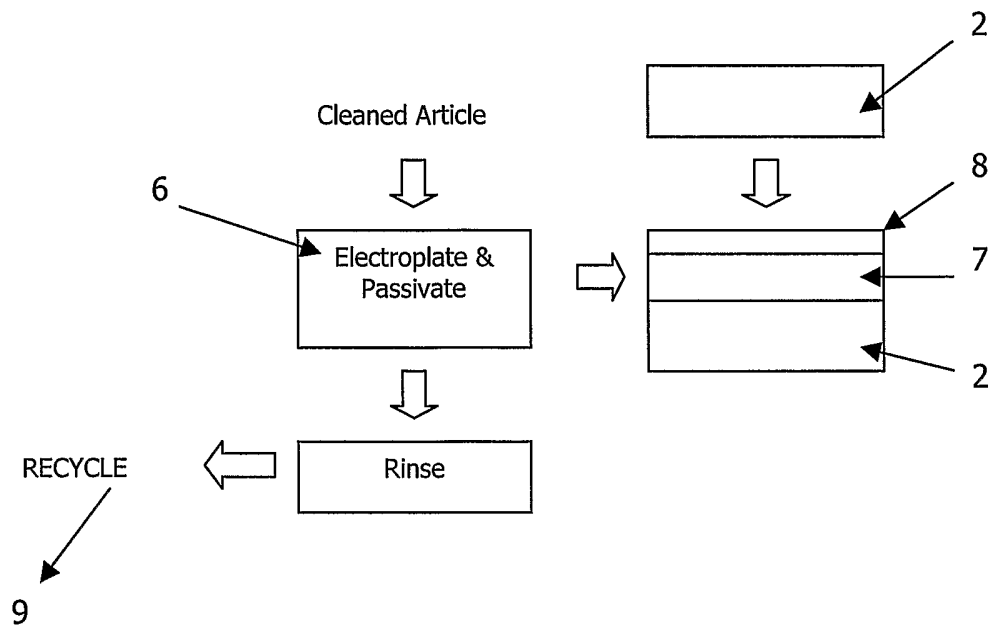 2
Cleaned Article
6
8
Electroplate &
Passivate
7
2
RECYCLE
Rinse
9